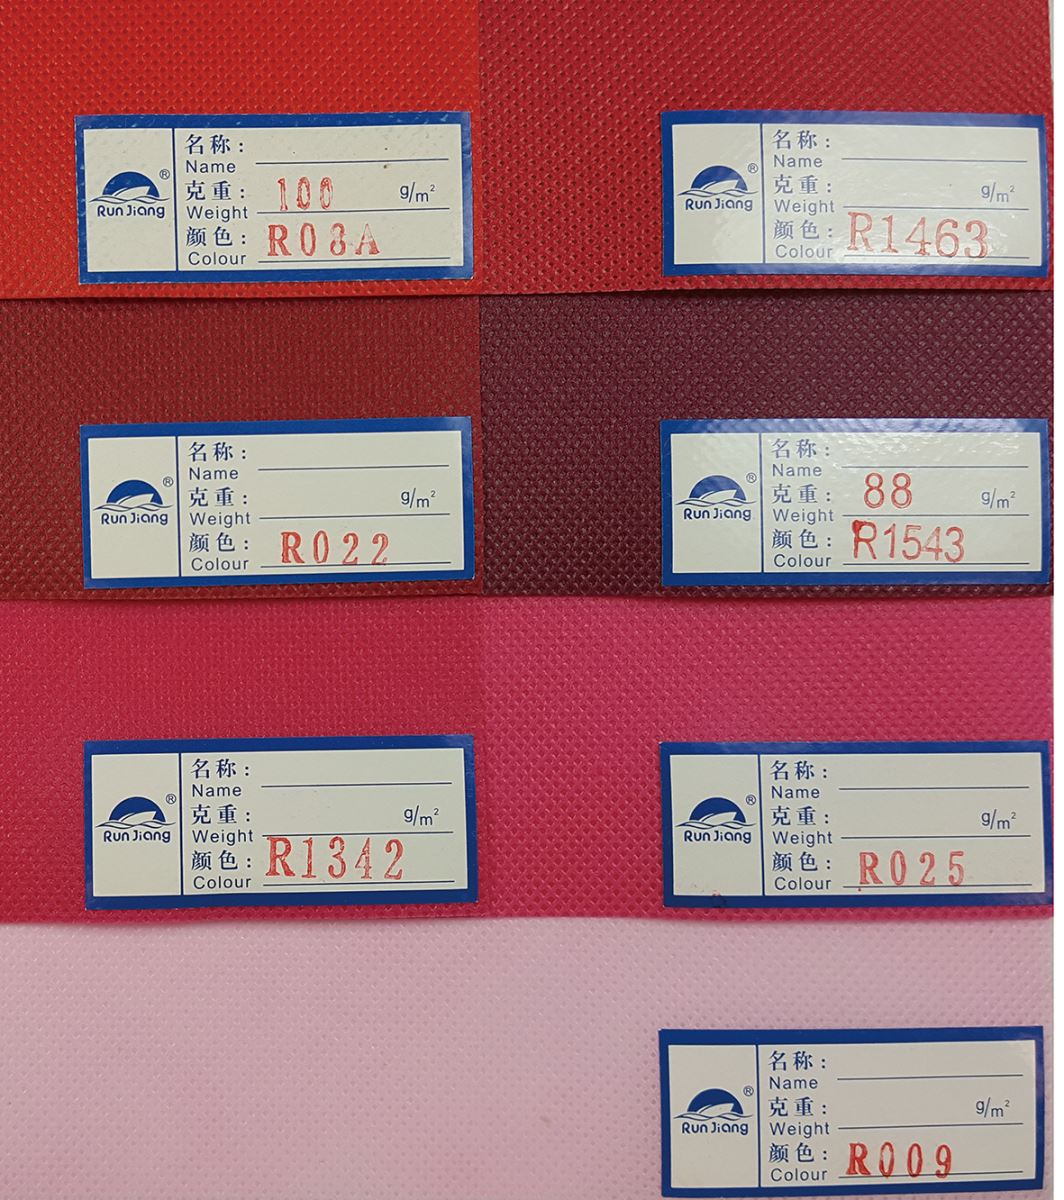 名称:
Name
®
克重: 100 g/m²
Weight
Run Jiang
颜色: R08A
Colour
名称:
Name
®
克重: g/m²
Weight
Run Jiang
颜色: R1463
Colour
名称:
Name
®
克重: g/m²
Weight
Run Jiang
颜色: R022
Colour
名称:
Name
®
克重: 88 g/m²
Weight
Run Jiang
颜色: R1543
Colour
名称:
Name
®
克重: g/m²
Weight
Run Jiang
颜色: R1342
Colour
名称:
Name
®
克重: g/m²
Weight
Run Jiang
颜色: R025
Colour
名称:
Name
®
克重: g/m²
Weight
Run Jiang
颜色: R009
Colour